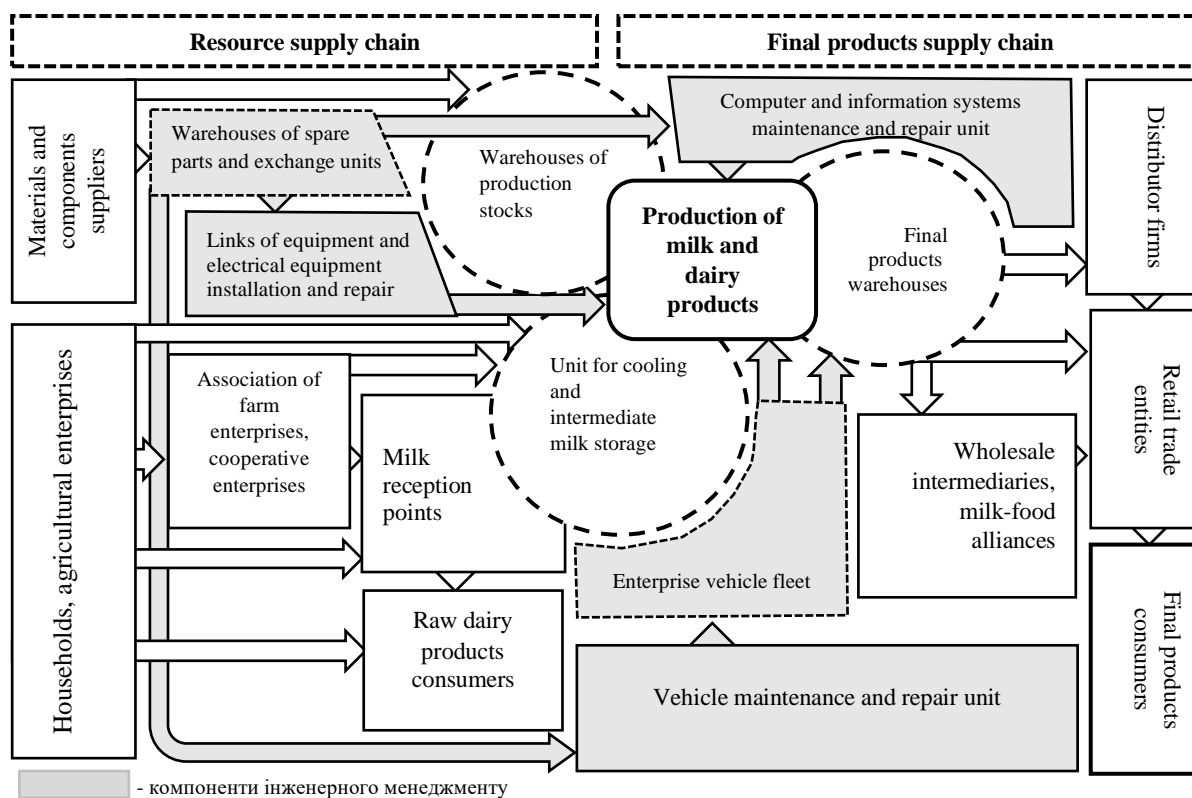 Resource supply chain
Final products supply chain
Materials and
components
suppliers
Warehouses of spare
parts and exchange units
Warehouses of
production
stocks
Computer and information systems
maintenance and repair unit
Distributor firms
Links of equipment and
electrical equipment
installation and repair
Production of
milk and
dairy
products
Final
products
warehouses
Households, agricultural enterprises
Association of
farm
enterprises,
cooperative
enterprises
Milk
reception
points
Unit for cooling
and
intermediate
milk storage
Wholesale
intermediaries,
milk-food
alliances
Retail trade
entities
Enterprise vehicle fleet
Raw dairy
products
consumers
Vehicle maintenance and repair unit
Final products
consumers
- компоненти інженерного менеджменту